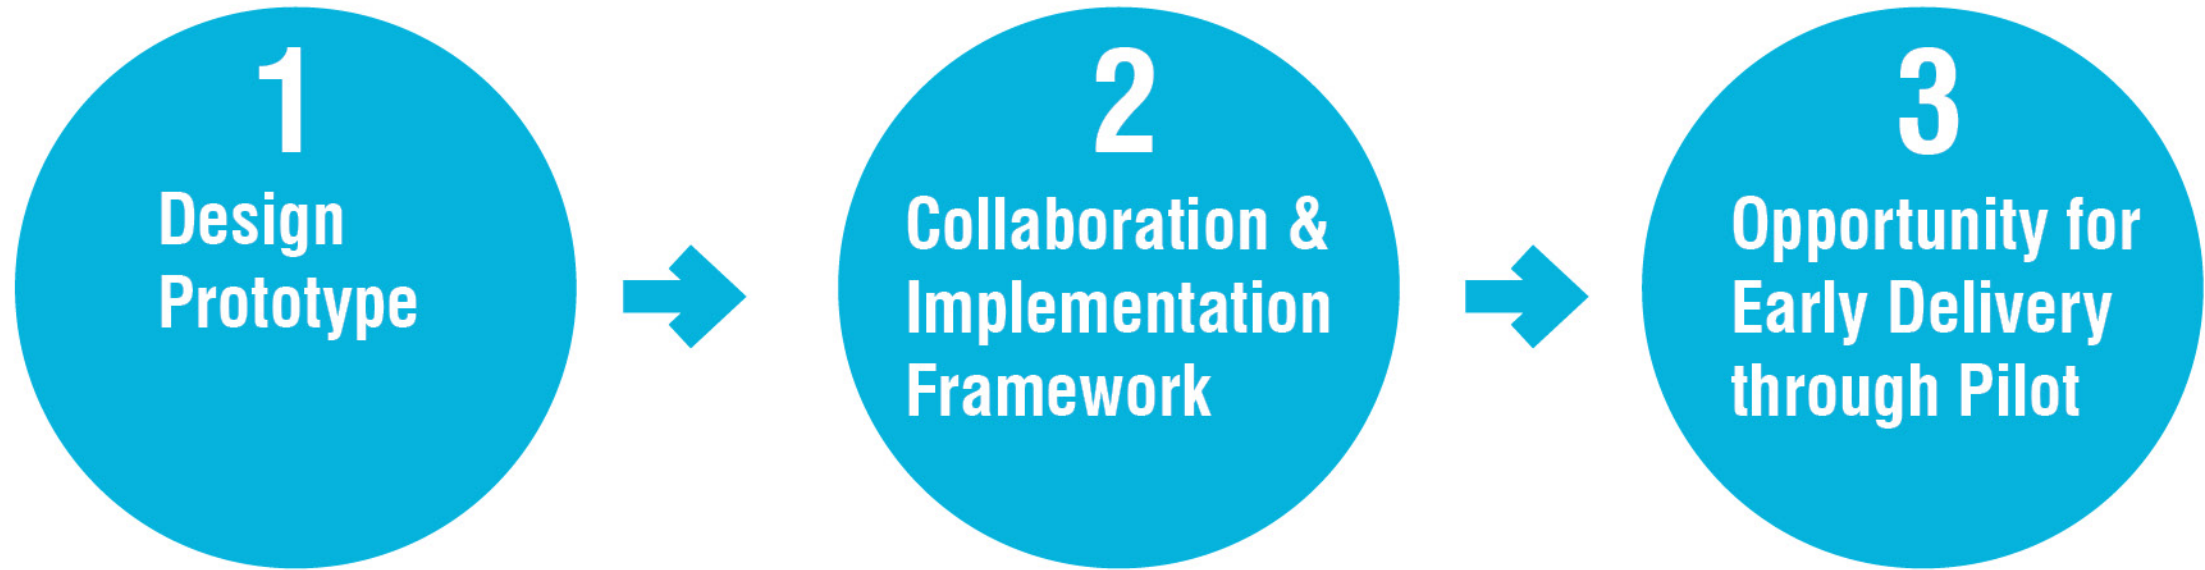 1
Design
Prototype
2
Collaboration &
Implementation
Framework
3
Opportunity for
Early Delivery
through Pilot